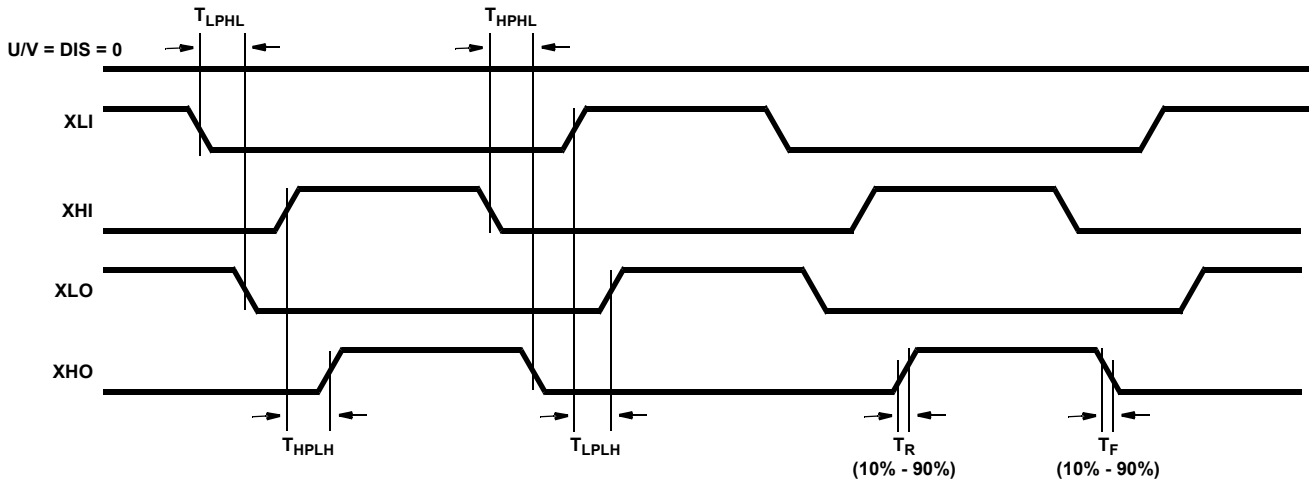 T_LPHL
T_HPHL
U/V = DIS = 0
XLI
XHI
XLO
XHO
T_HPLH
T_LPLH
T_R
(10% - 90%)
T_F
(10% - 90%)